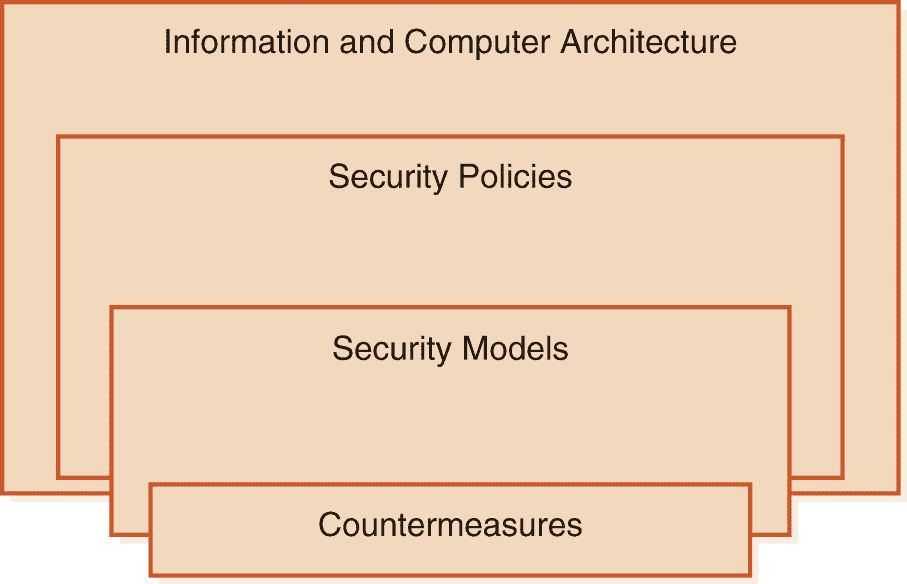 Information and Computer Architecture
Security Policies
Security Models
Countermeasures